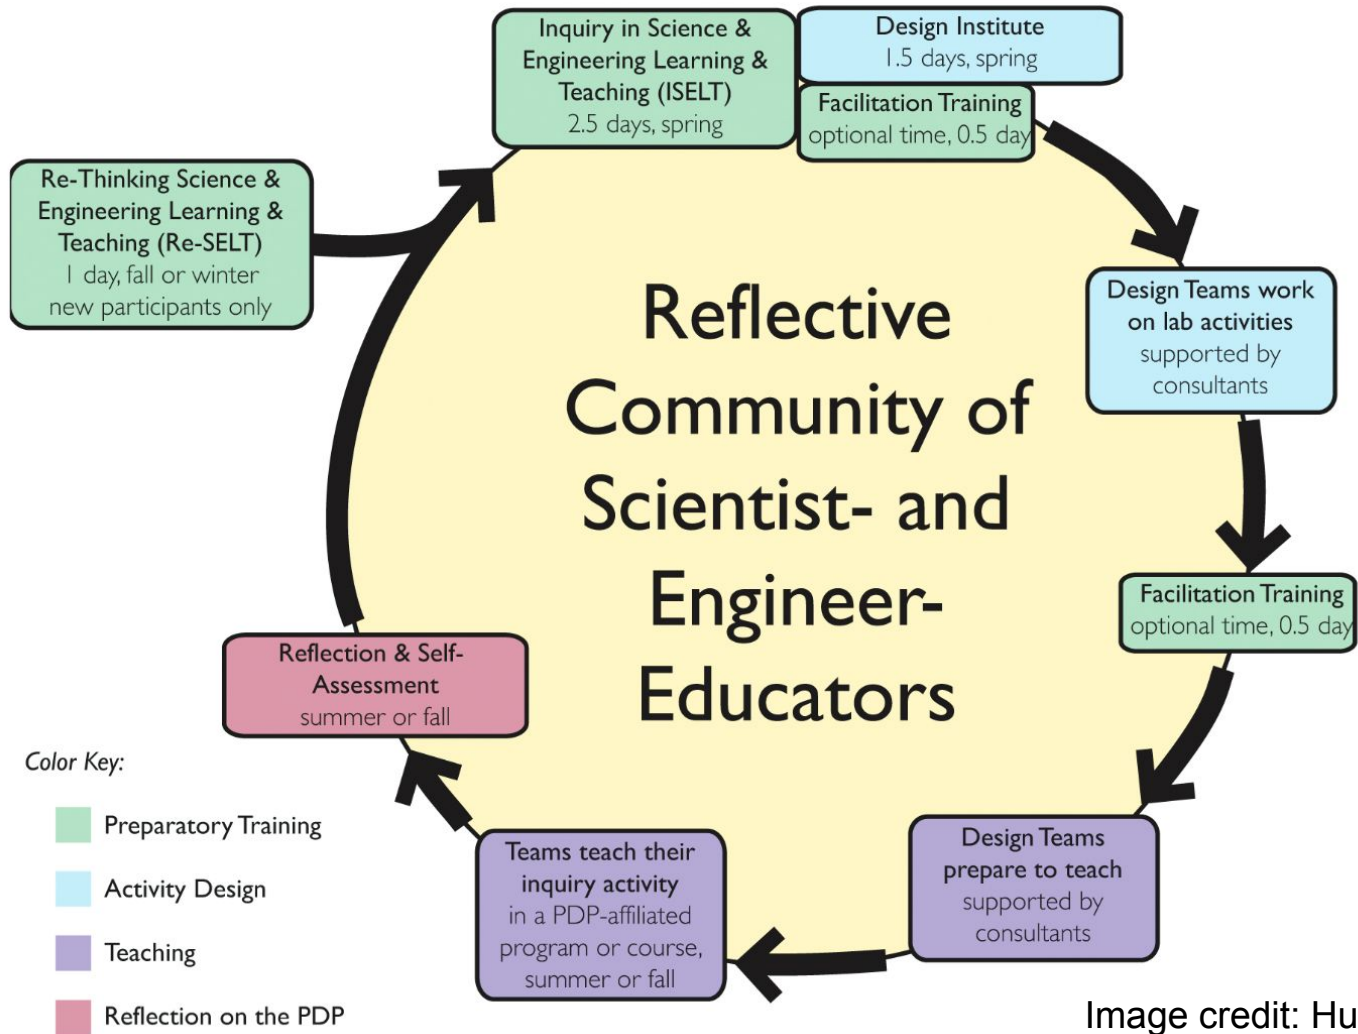 Inquiry in Science &
Engineering Learning &
Teaching (ISELT)
2.5 days, spring
Design Institute
1.5 days, spring
Facilitation Training
optional time, 0.5 day
Re-Thinking Science &
Engineering Learning &
Teaching (Re-SELT)
1 day, fall or winter
new participants only
Design Teams work
on lab activities
supported by
consultants
Reflective
Community of
Scientist- and
Engineer-
Educators
Facilitation Training
optional time, 0.5 day
Reflection & Self-
Assessment
summer or fall
Design Teams
prepare to teach
supported by
consultants
Teams teach their
inquiry activity
in a PDP-affiliated
program or course,
summer or fall
Color Key:
Preparatory Training
Activity Design
Teaching
Reflection on the PDP
Image credit: Hu